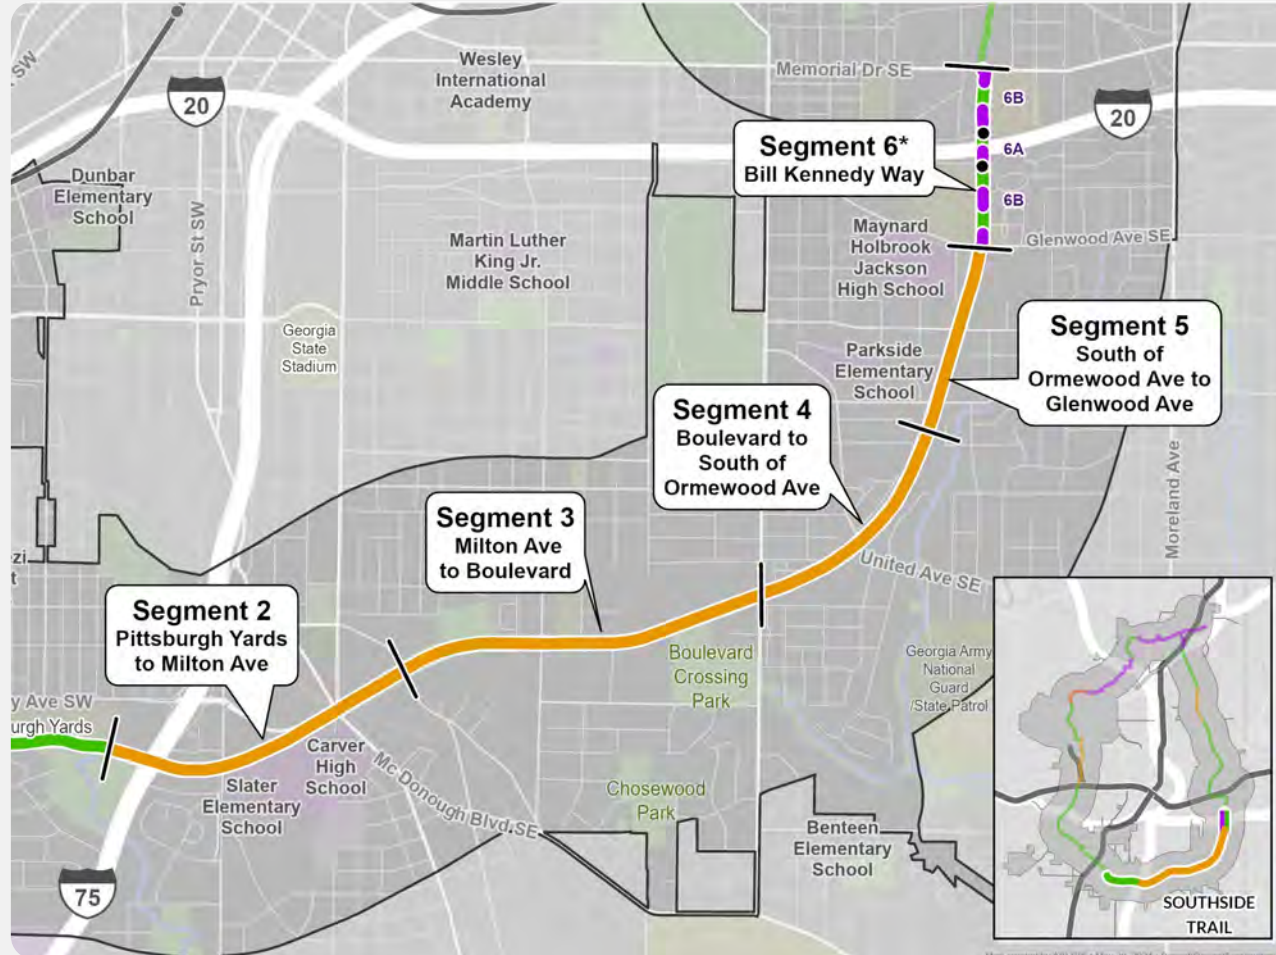 Memorial Dr SE
Wesley
International
Academy
20
6B
20
6A
6B
Segment 6*
Bill Kennedy Way
Dunbar
Elementary
School
Pryor St SW
Martin Luther
King Jr.
Middle School
Maynard
Holbrook
Jackson
High School
Glenwood Ave SE
Georgia
State
Stadium
Parkside
Elementary
School
Segment 5
South of
Ormewood Ave to
Glenwood Ave
Segment 4
Boulevard to
South of
Ormewood Ave
Moreland Ave
Segment 3
Milton Ave
to Boulevard
United Ave SE
Segment 2
Pittsburgh Yards
to Milton Ave
Boulevard
Crossing
Park
Georgia Army
National
Guard
/State Patrol
y Ave SW
urgh Yards
Carver
High
School
Slater
Elementary
School
Mc Donough Blvd SE
Chosewood
Park
Benteen
Elementary
School
75
SOUTHSIDE
TRAIL